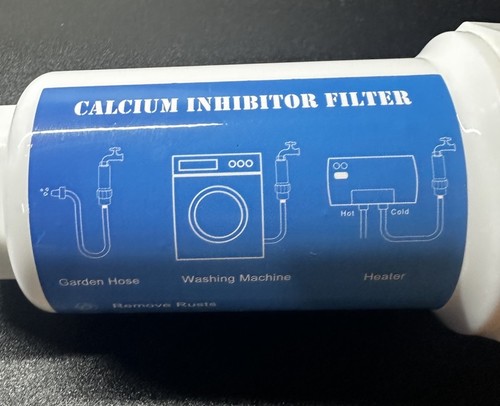 CALCIUM INHIBITOR FILTER
Hot Cold
Garden Hose Washing Machine Heater
Remove Rusts